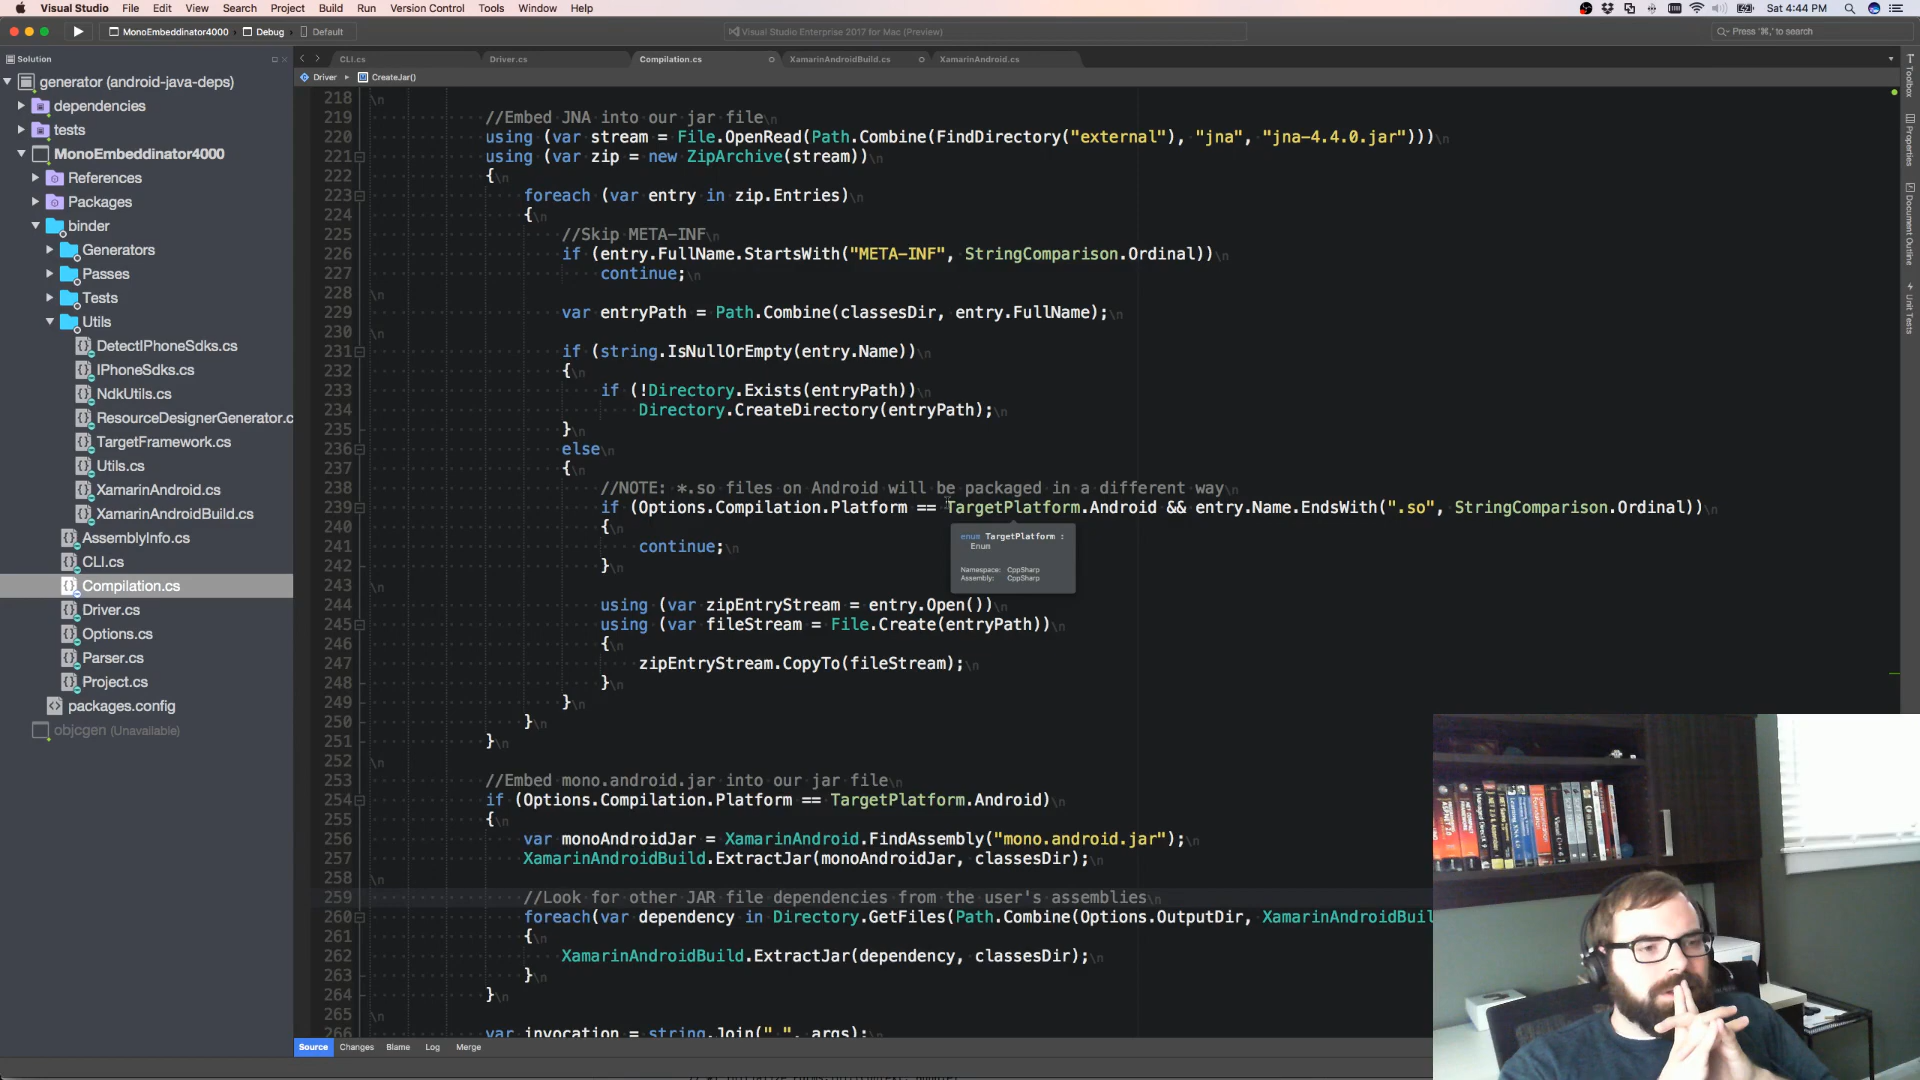 Visual Studio File Edit View Search Project Build Run Version Control Tools Window Help
Sat 4:44 PM
MonoEmbeddinator4000 Debug Default
Visual Studio Enterprise 2017 for Mac (Preview)
Press '⌘,' to search
Solution
CLI.cs Driver.cs Compilation.cs XamarinAndroidBuild.cs XamarinAndroid.cs
Driver CreateJar()
generator (android-java-deps)
dependencies
tests
MonoEmbeddinator4000
References
Packages
binder
Generators
Passes
Tests
Utils
DetectIPhoneSdks.cs
IPhoneSdks.cs
NdkUtils.cs
ResourceDesignerGenerator.c
TargetFramework.cs
Utils.cs
XamarinAndroid.cs
XamarinAndroidBuild.cs
AssemblyInfo.cs
CLI.cs
Compilation.cs
Driver.cs
Options.cs
Parser.cs
Project.cs
packages.config
objcgen (Unavailable)
218 \n
219 //Embed JNA into our jar file\n
220 using (var stream = File.OpenRead(Path.Combine(FindDirectory("external"), "jna", "jna-4.4.0.jar")))\n
221 using (var zip = new ZipArchive(stream))\n
222 {\n
223 foreach (var entry in zip.Entries)\n
224 {\n
225 //Skip META-INF\n
226 if (entry.FullName.StartsWith("META-INF", StringComparison.Ordinal))\n
227 continue;\n
228 \n
229 var entryPath = Path.Combine(classesDir, entry.FullName);\n
230 \n
231 if (string.IsNullOrEmpty(entry.Name))\n
232 {\n
233 if (!Directory.Exists(entryPath))\n
234 Directory.CreateDirectory(entryPath);\n
235 }\n
236 else\n
237 {\n
238 //NOTE: *.so files on Android will be packaged in a different way\n
239 if (Options.Compilation.Platform == TargetPlatform.Android && entry.Name.EndsWith(".so", StringComparison.Ordinal))\n
240 {\n
241 continue;\n
242 }\n
243 \n
244 using (var zipEntryStream = entry.Open())\n
245 using (var fileStream = File.Create(entryPath))\n
246 {\n
247 zipEntryStream.CopyTo(fileStream);\n
248 }\n
249 }\n
250 }\n
251 }\n
252 \n
253 //Embed mono.android.jar into our jar file\n
254 if (Options.Compilation.Platform == TargetPlatform.Android)\n
255 {\n
256 var monoAndroidJar = XamarinAndroid.FindAssembly("mono.android.jar");\n
257 XamarinAndroidBuild.ExtractJar(monoAndroidJar, classesDir);\n
258 \n
259 //Look for other JAR file dependencies from the user's assemblies\n
260 foreach(var dependency in Directory.GetFiles(Path.Combine(Options.OutputDir, XamarinAndroidBuil
261 {\n
262 XamarinAndroidBuild.ExtractJar(dependency, classesDir);\n
263 }\n
264 }\n
265 \n
266 var invocation = string.Join(" ", args);\n
enum TargetPlatform :
Enum
Namespace: CppSharp
Assembly: CppSharp
Toolbox
Properties
Document Outline
Unit Tests
Source Changes Blame Log Merge